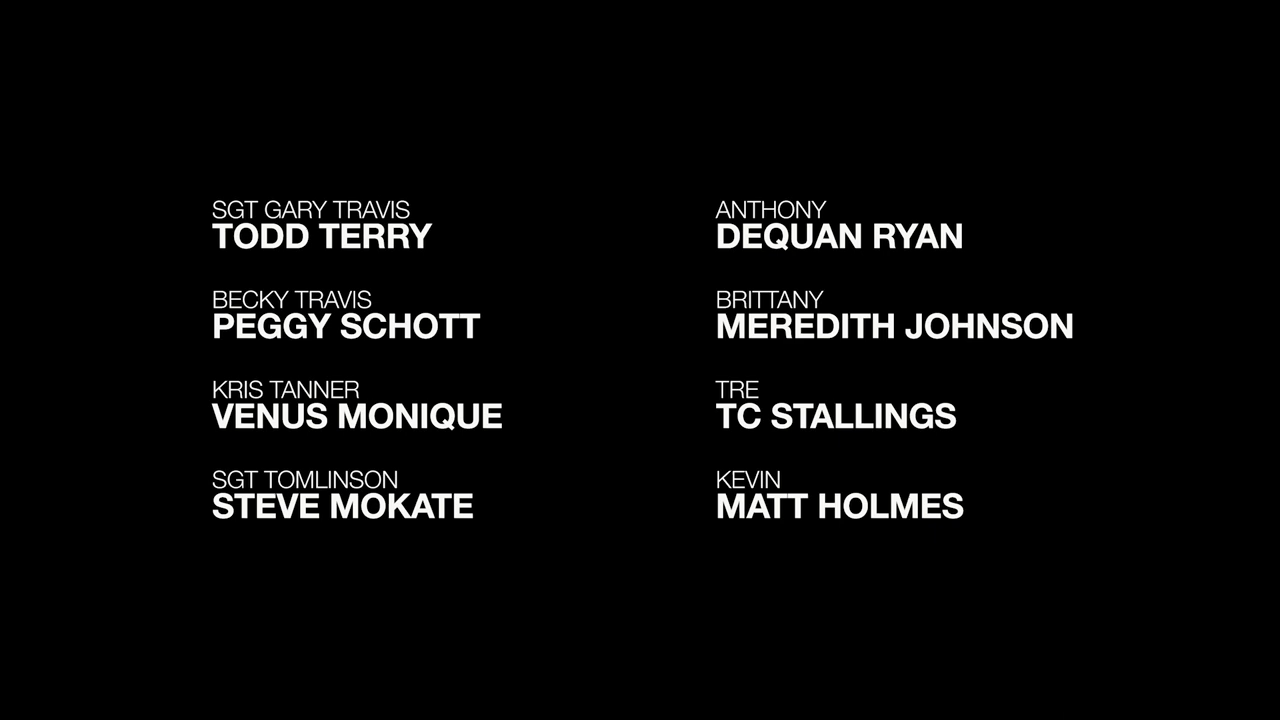 SGT GARY TRAVIS
TODD TERRY
BECKY TRAVIS
PEGGY SCHOTT
KRIS TANNER
VENUS MONIQUE
SGT TOMLINSON
STEVE MOKATE
ANTHONY
DEQUAN RYAN
BRITTANY
MEREDITH JOHNSON
TRE
TC STALLINGS
KEVIN
MATT HOLMES